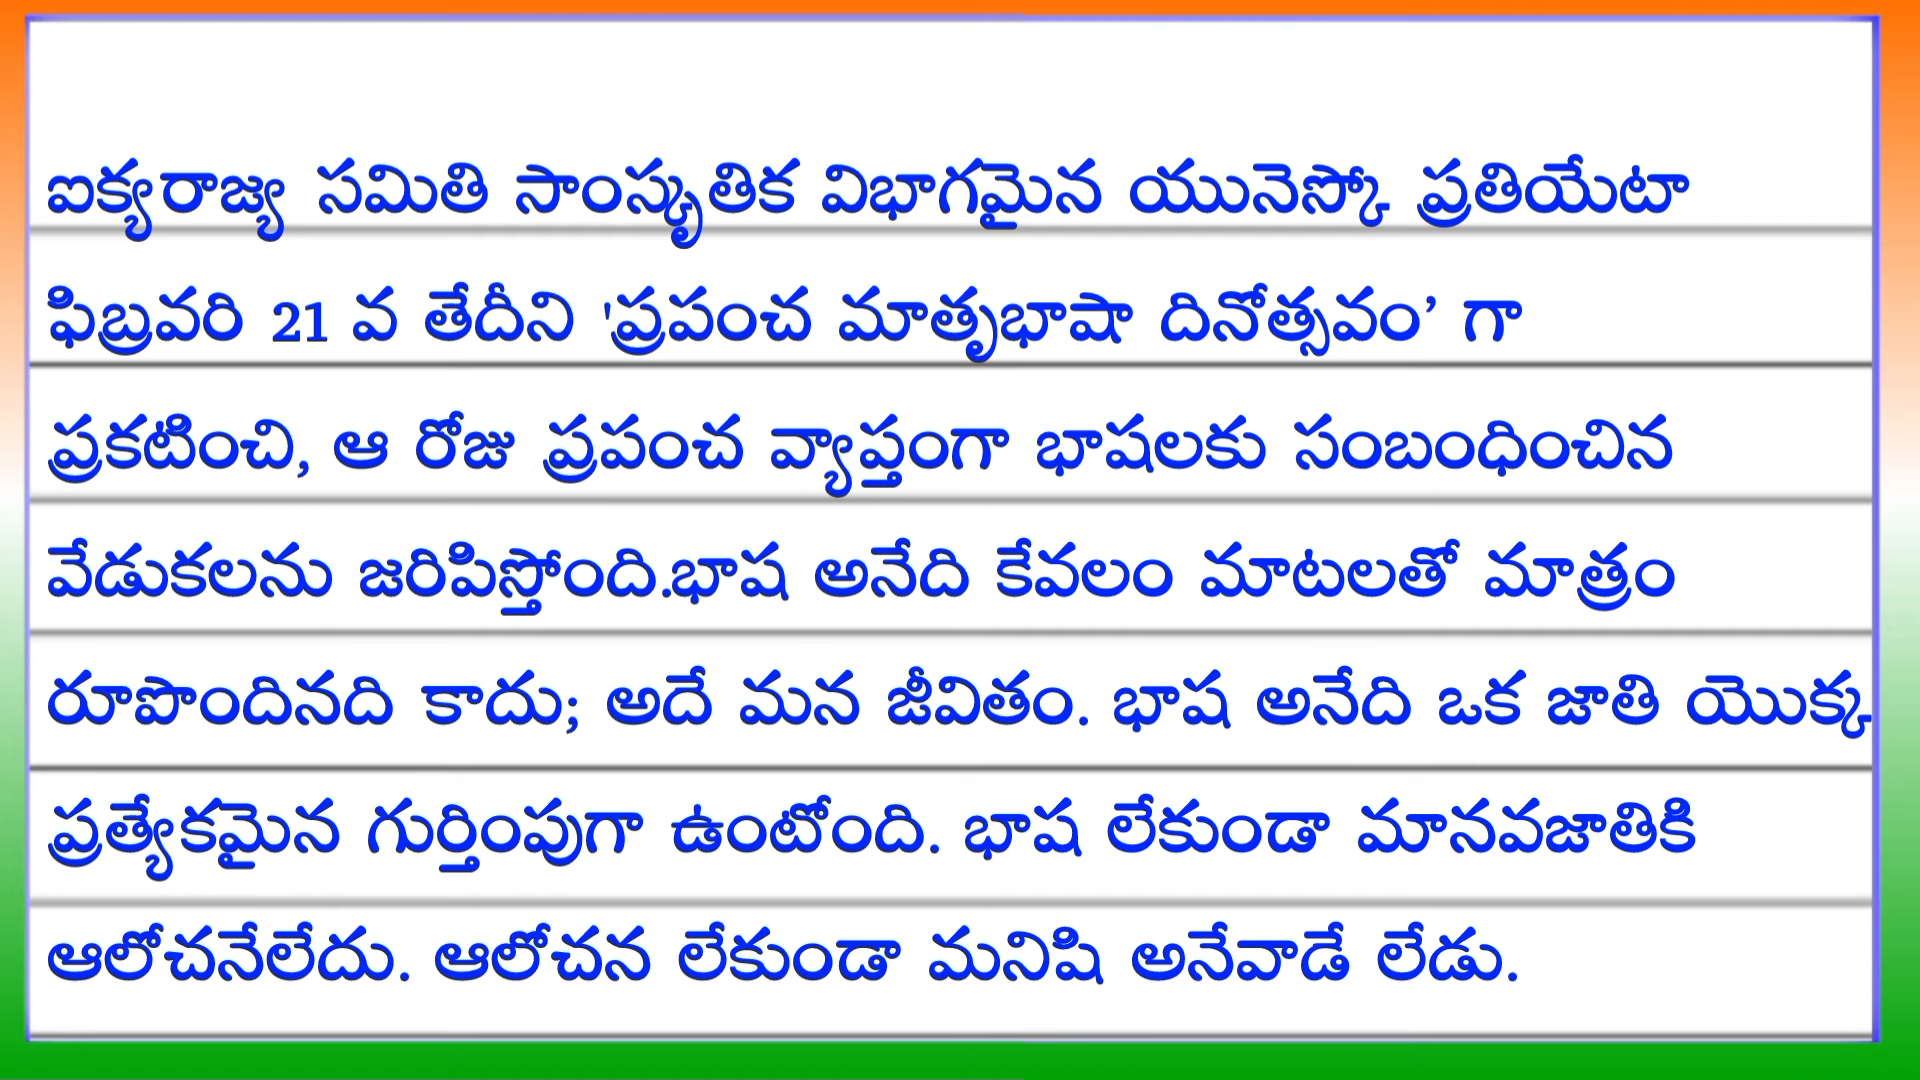 ఐక్యరాజ్య సమితి సాంస్కృతిక విభాగమైన యునెస్కో ప్రతియేటా
ఫిబ్రవరి 21 వ తేదీని 'ప్రపంచ మాతృభాషా దినోత్సవం’ గా
ప్రకటించి, ఆ రోజు ప్రపంచ వ్యాప్తంగా భాషలకు సంబంధించిన
వేడుకలను జరిపిస్తోంది.భాష అనేది కేవలం మాటలతో మాత్రం
రూపొందినది కాదు; అదే మన జీవితం. భాష అనేది ఒక జాతి యొక్క
ప్రత్యేకమైన గుర్తింపుగా ఉంటోంది. భాష లేకుండా మానవజాతికి
ఆలోచనేలేదు. ఆలోచన లేకుండా మనిషి అనేవాడే లేడు.